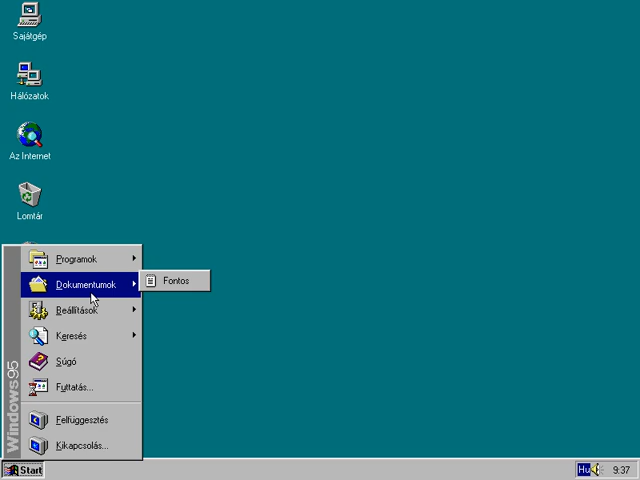 Sajátgép
Hálózatok
Az Internet
Lomtár
Programok
Dokumentumok
Fontos
Beállítások
Keresés
Súgó
Futtatás...
Felfüggesztés
Kikapcsolás...
Windows95
Start
Hu
9:37